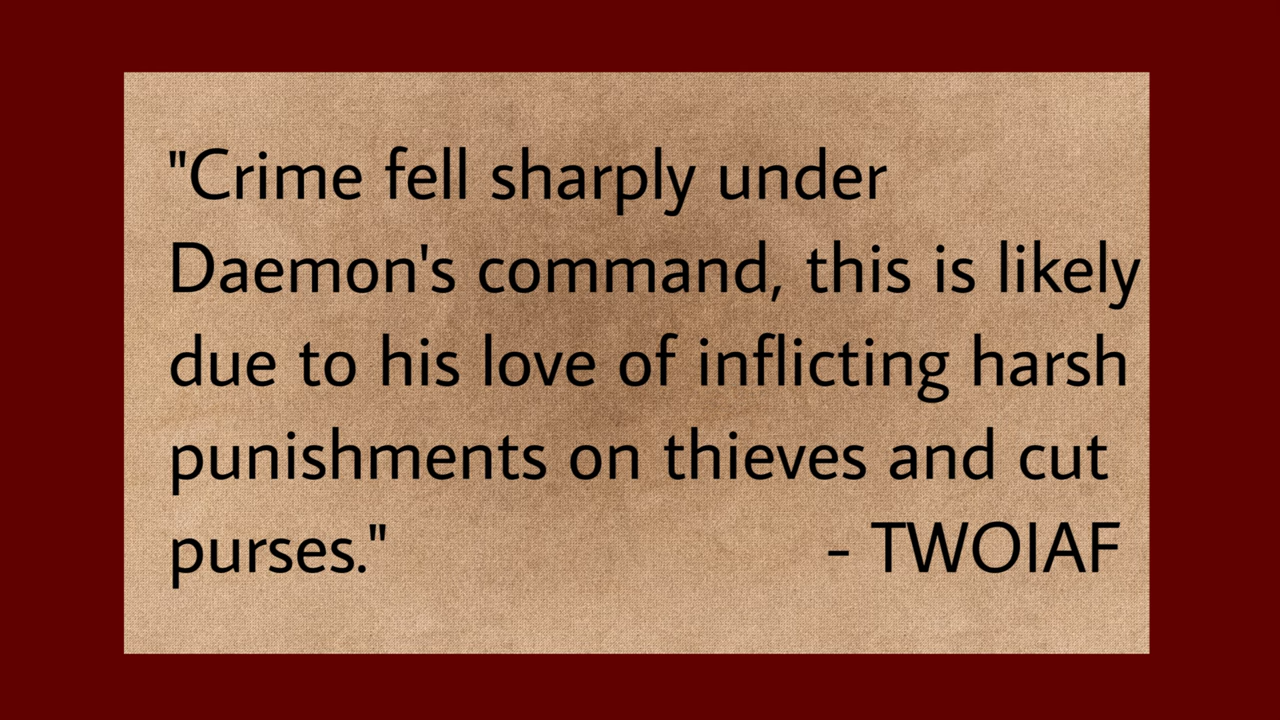 "Crime fell sharply under
Daemon's command, this is likely
due to his love of inflicting harsh
punishments on thieves and cut
purses." - TWOIAF